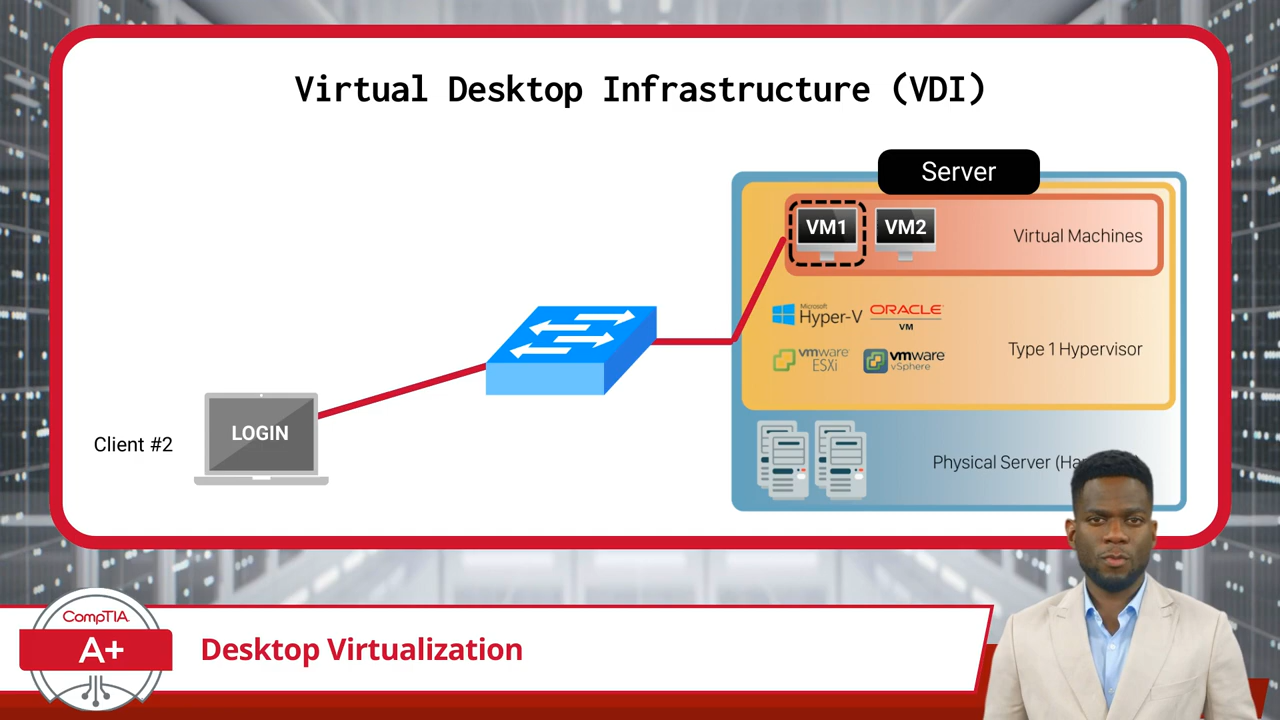 Virtual Desktop Infrastructure (VDI)
Server
VM1
VM2
Virtual Machines
Microsoft
Hyper-V
ORACLE
VM
vmware
ESXi
vmware
vSphere
Type 1 Hypervisor
LOGIN
Client #2
Physical Server
CompTIA
A+
Desktop Virtualization